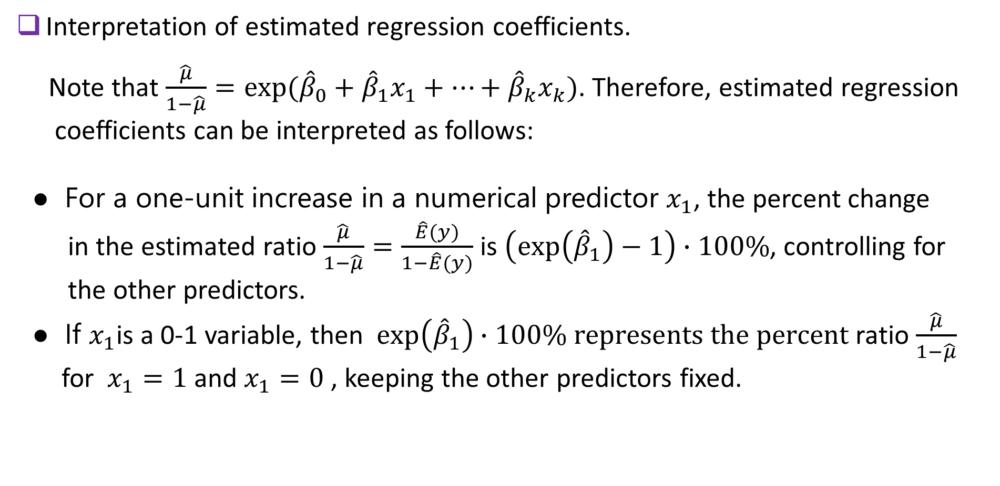 ❑ Interpretation of estimated regression coefficients.
Note that $\frac{\hat{\mu}}{1-\hat{\mu}} = \exp(\hat{\beta}_0 + \hat{\beta}_1 x_1 + \cdots + \hat{\beta}_k x_k)$. Therefore, estimated regression
coefficients can be interpreted as follows:
● For a one-unit increase in a numerical predictor $x_1$, the percent change
in the estimated ratio $\frac{\hat{\mu}}{1-\hat{\mu}} = \frac{\hat{E}(y)}{1-\hat{E}(y)}$ is $\left(\exp(\hat{\beta}_1) - 1\right) \cdot 100\%$, controlling for
the other predictors.
● If $x_1$ is a 0-1 variable, then $\exp(\hat{\beta}_1) \cdot 100\%$ represents the percent ratio $\frac{\hat{\mu}}{1-\hat{\mu}}$
for $x_1 = 1$ and $x_1 = 0$ , keeping the other predictors fixed.